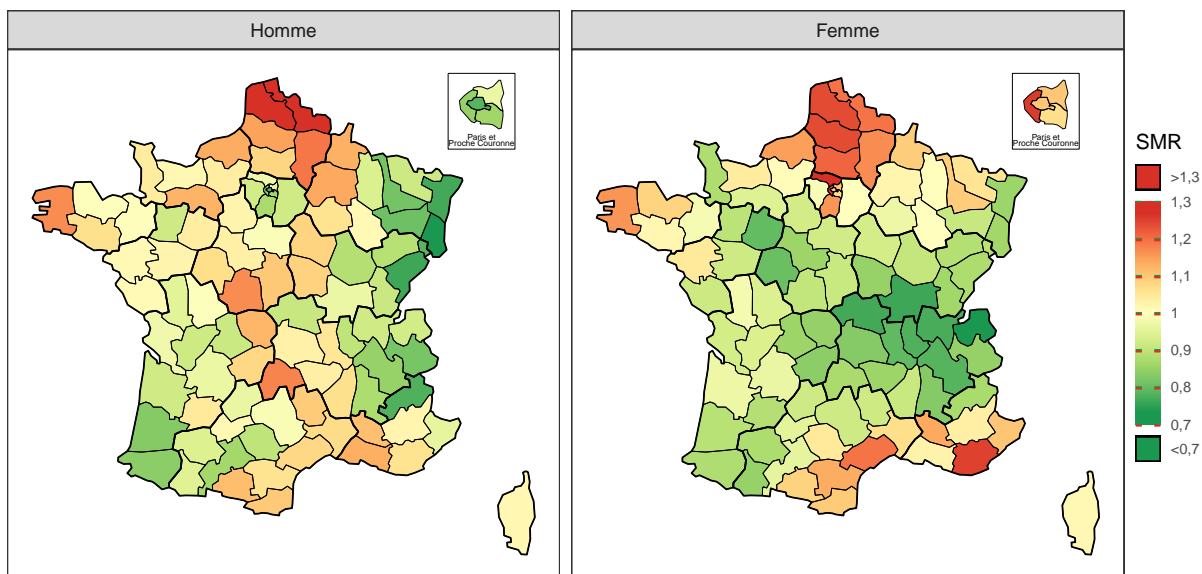 Homme
Femme
Paris et
Proche Couronne
Paris et
Proche Couronne
SMR
>1,3
1,3
1,2
1,1
1
0,9
0,8
0,7
<0,7